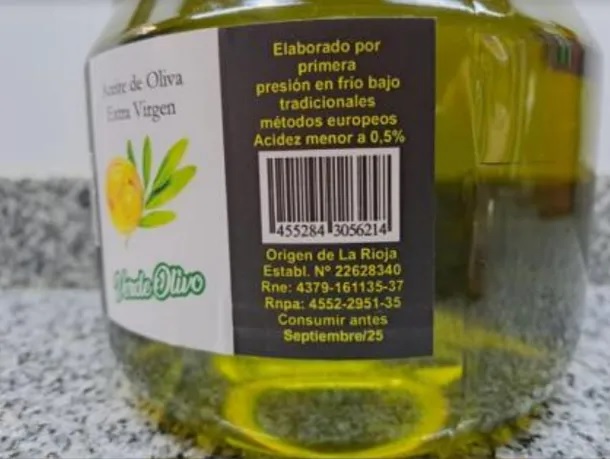 Aceite de Oliva
Extra Virgen
Verde Olivo
Elaborado por
primera
presión en frío bajo
tradicionales
métodos europeos
Acidez menor a 0,5%
455284 3056214
Origen de La Rioja
Establ. Nº 22628340
Rne: 4379-161135-37
Rnpa: 4552-2951-35
Consumir antes
Septiembre/25